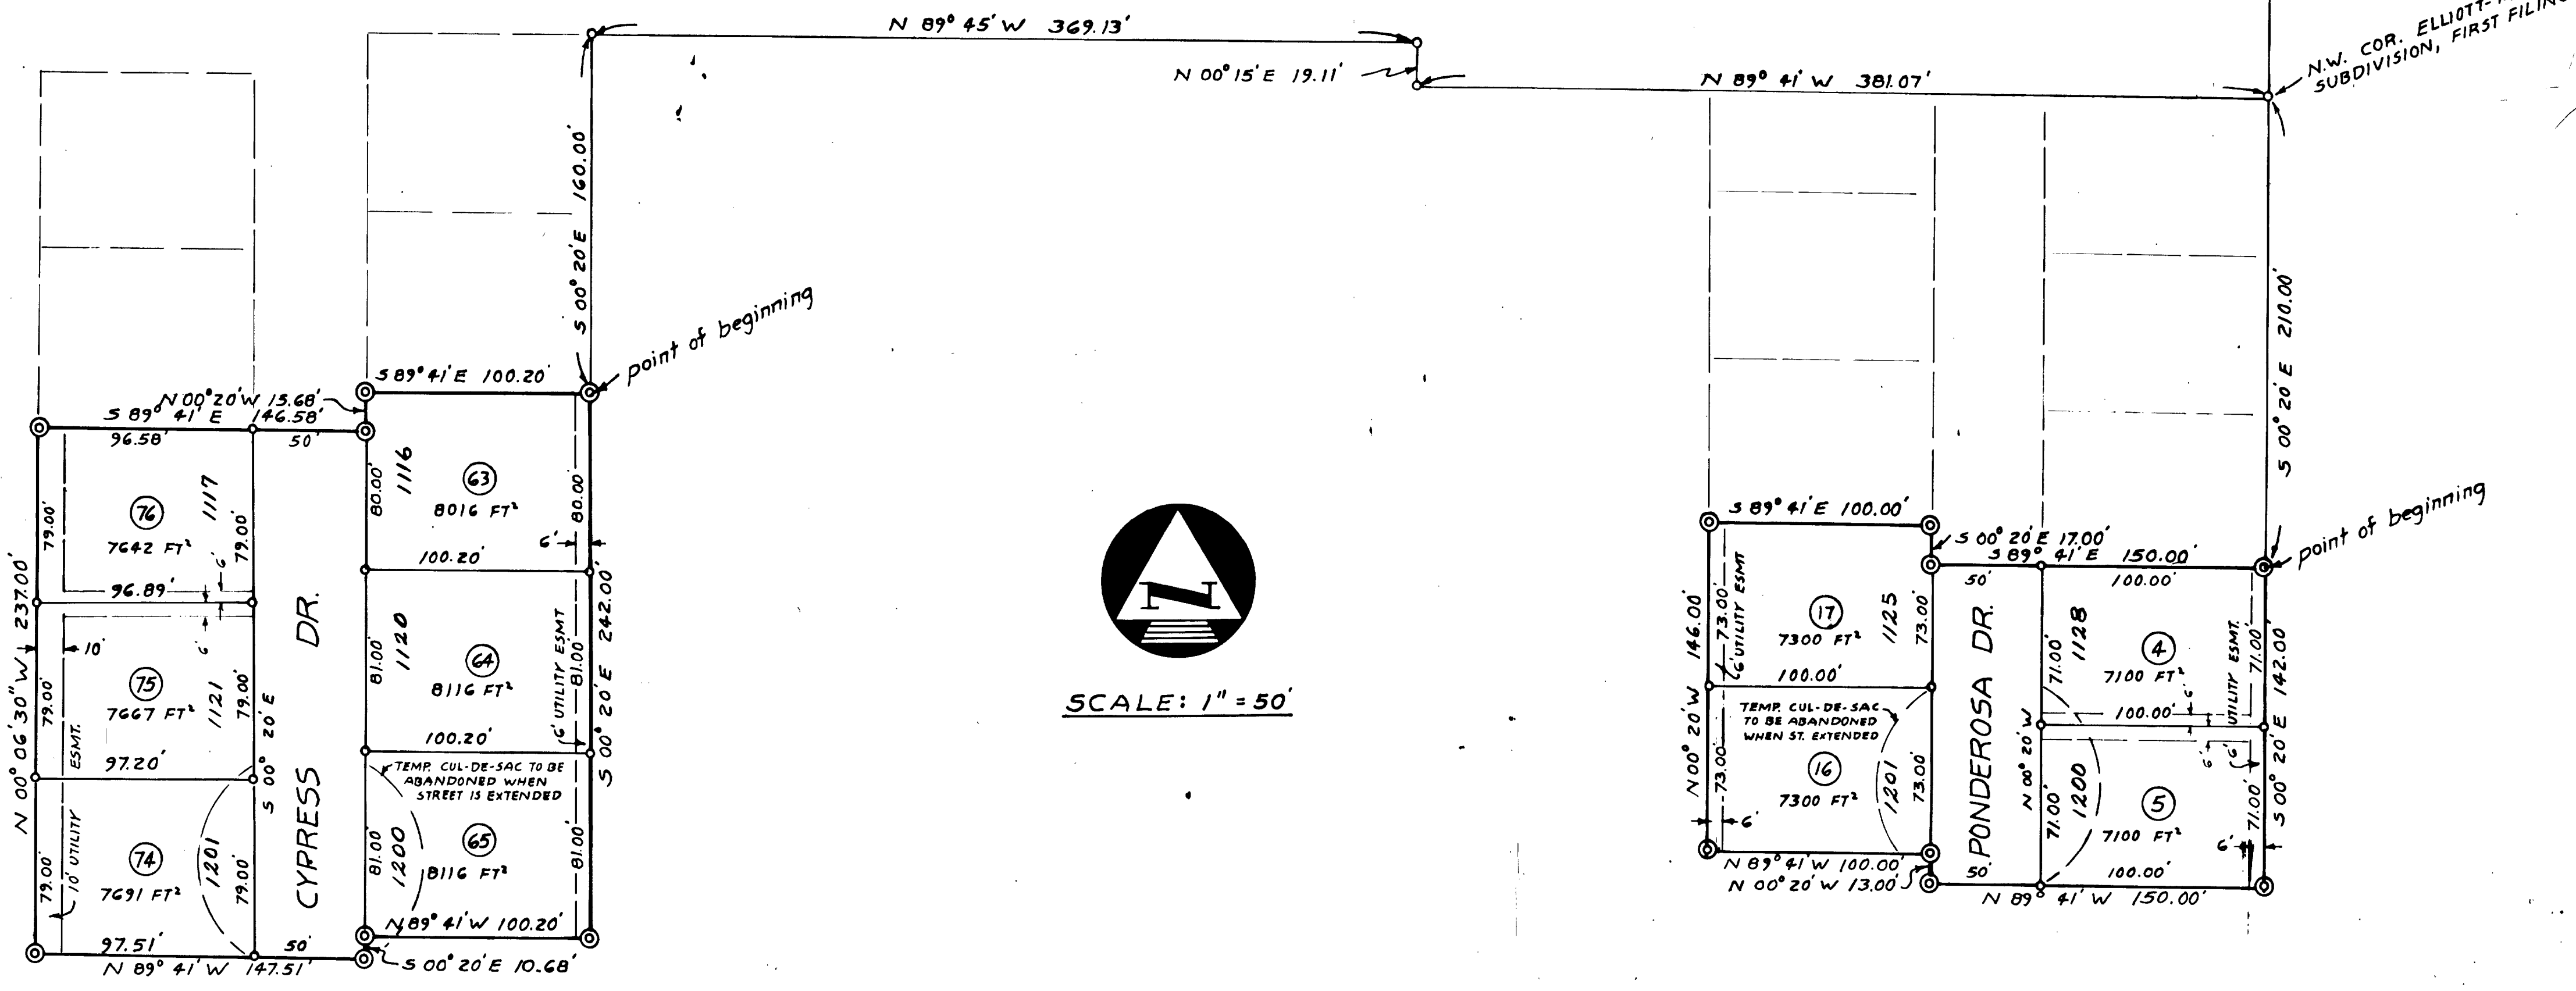 N 89° 45' W 369.13'
N 00° 15' E 19.11'
N 89° 41' W 381.07'
N.W. COR.
SUBDIVISION, FIRST
S 00° 20' E 160.00'
point of beginning
S 89° 41' E 100.20'
N 00° 20' W 15.68'
S 89° 41' E 146.58'
96.58'
50'
79.00'
76
7642 FT²
1117
79.00'
6'
96.89'
6'
10'
79.00'
75
7667 FT²
1121
79.00'
97.20'
N 00° 06' 30" W 237.00'
ESMT.
10' UTILITY
79.00'
74
7691 FT²
1201
79.00'
97.51'
50'
N 89° 41' W 147.51'
S 00° 20' E
CYPRESS DR.
80.00'
1116
63
8016 FT²
80.00'
6'
100.20'
81.00'
1120
64
8116 FT²
81.00'
6' UTILITY ESMT
S 00° 20' E 242.00'
100.20'
TEMP. CUL-DE-SAC TO BE
ABANDONED WHEN
STREET IS EXTENDED
81.00'
1200
65
8116 FT²
81.00'
N 89° 41' W 100.20'
S 00° 20' E 10.68'
N
SCALE: 1" = 50'
S 00° 20' E 210.00'
point of beginning
S 89° 41' E 100.00'
S 00° 20' E 17.00'
S 89° 41' E 150.00'
50'
100.00'
N 00° 20' W 146.00'
73.00'
6' UTILITY ESMT
17
7300 FT²
1125
73.00'
100.00'
TEMP. CUL-DE-SAC
TO BE ABANDONED
WHEN ST. EXTENDED
73.00'
16
7300 FT²
1201
73.00'
6'
N 89° 41' W 100.00'
N 00° 20' W 13.00'
PONDEROSA DR.
50'
N 00° 20' W
71.00'
1128
4
7100 FT²
UTILITY ESMT.
71.00'
S 00° 20' E 142.00'
6'
100.00'
6'
6'
71.00'
1200
5
7100 FT²
71.00'
6'
100.00'
50'
N 89° 41' W 150.00'